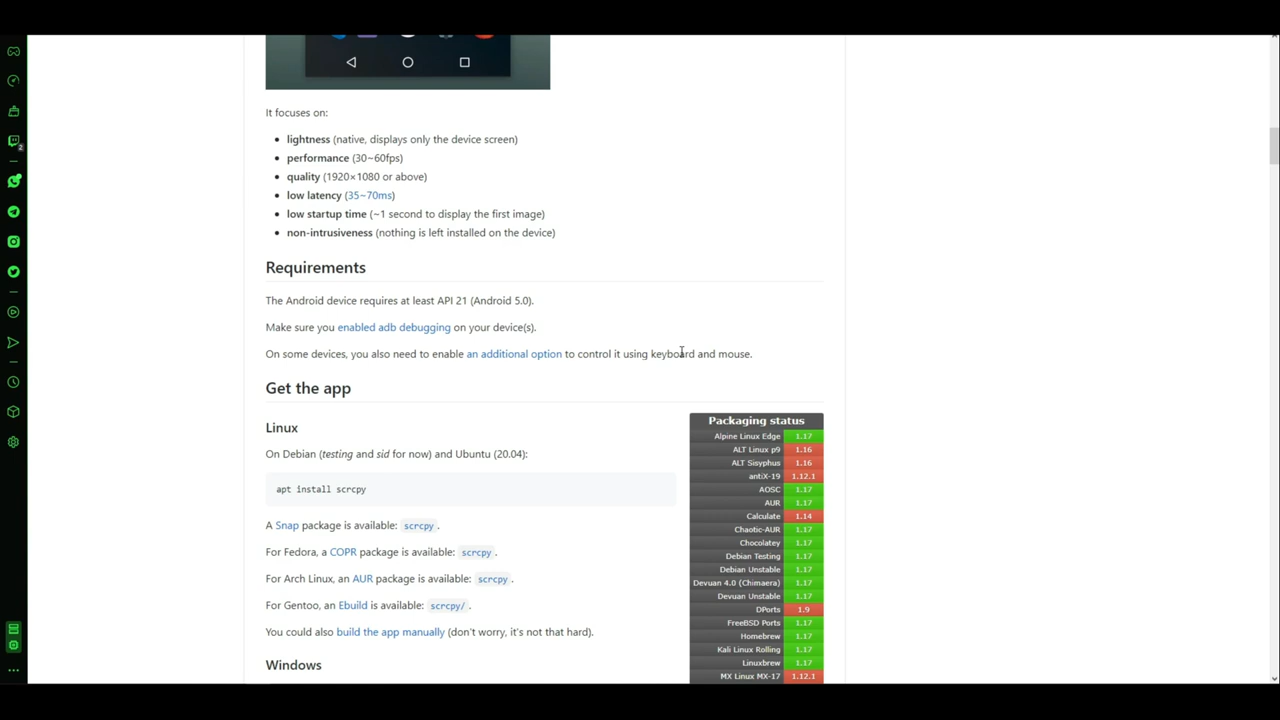 It focuses on:
lightness (native, displays only the device screen)
performance (30~60fps)
quality (1920×1080 or above)
low latency (35~70ms)
low startup time (~1 second to display the first image)
non-intrusiveness (nothing is left installed on the device)
Requirements
The Android device requires at least API 21 (Android 5.0).
Make sure you enabled adb debugging on your device(s).
On some devices, you also need to enable an additional option to control it using keyboard and mouse.
Get the app
Linux
On Debian (testing and sid for now) and Ubuntu (20.04):
apt install scrcpy
A Snap package is available: scrcpy.
For Fedora, a COPR package is available: scrcpy.
For Arch Linux, an AUR package is available: scrcpy.
For Gentoo, an Ebuild is available: scrcpy/.
You could also build the app manually (don't worry, it's not that hard).
Windows
Packaging status
Alpine Linux Edge 1.17
ALT Linux p9 1.16
ALT Sisyphus 1.16
antiX-19 1.12.1
AOSC 1.17
AUR 1.17
Calculate 1.14
Chaotic-AUR 1.17
Chocolatey 1.17
Debian Testing 1.17
Debian Unstable 1.17
Devuan 4.0 (Chimaera) 1.17
Devuan Unstable 1.17
DPorts 1.9
FreeBSD Ports 1.17
Homebrew 1.17
Kali Linux Rolling 1.17
Linuxbrew 1.17
MX Linux MX-17 1.12.1